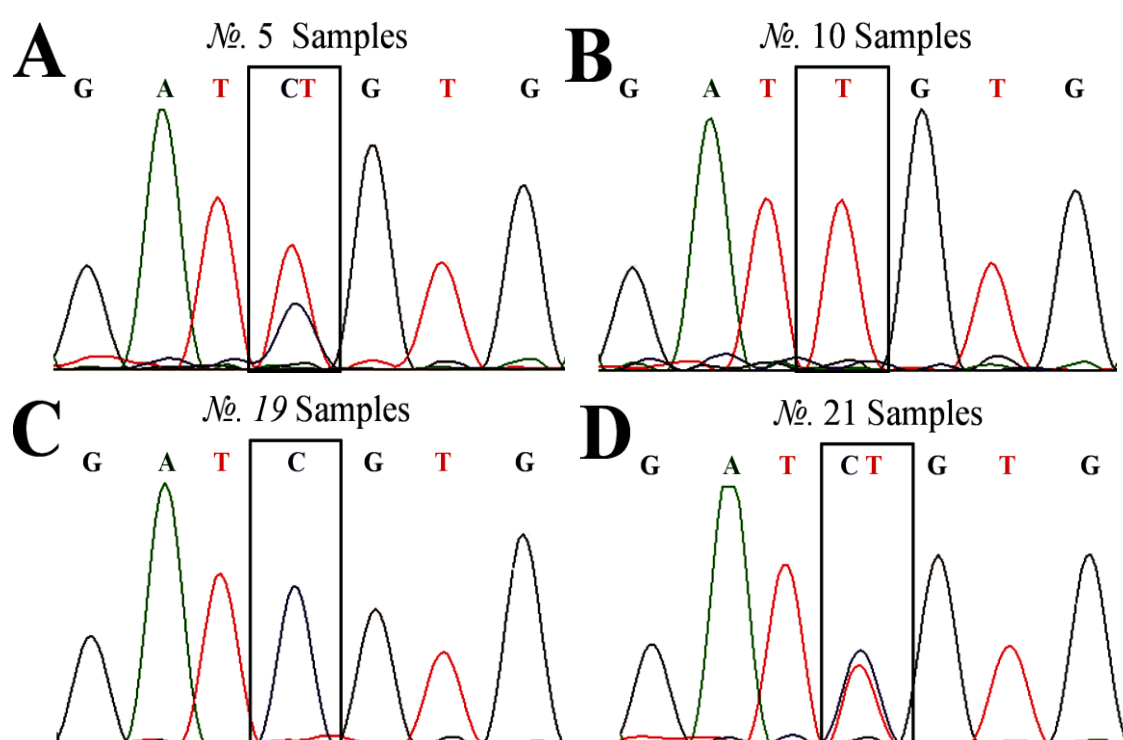 A
№. 5 Samples
G A T CT G T G
B
№. 10 Samples
G A T T G T G
C
№. 19 Samples
G A T C G T G
D
№. 21 Samples
G A T CT G T G